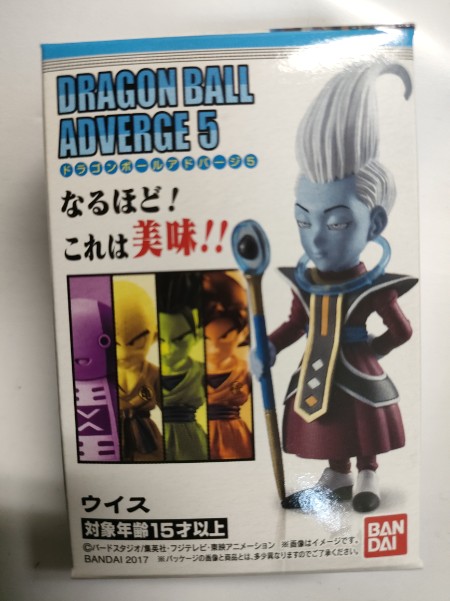 DRAGON BALL
ADVERGE 5
ドラゴンボールアドバージ5
なるほど!
これは美味!!
ウイス
対象年齢15才以上
©バードスタジオ/集英社・フジテレビ・東映アニメーション ※画像はイメージです。
BANDAI 2017 ※パッケージの画像と商品とは、多少異なりますのでご了承ください。
BAN
DAI